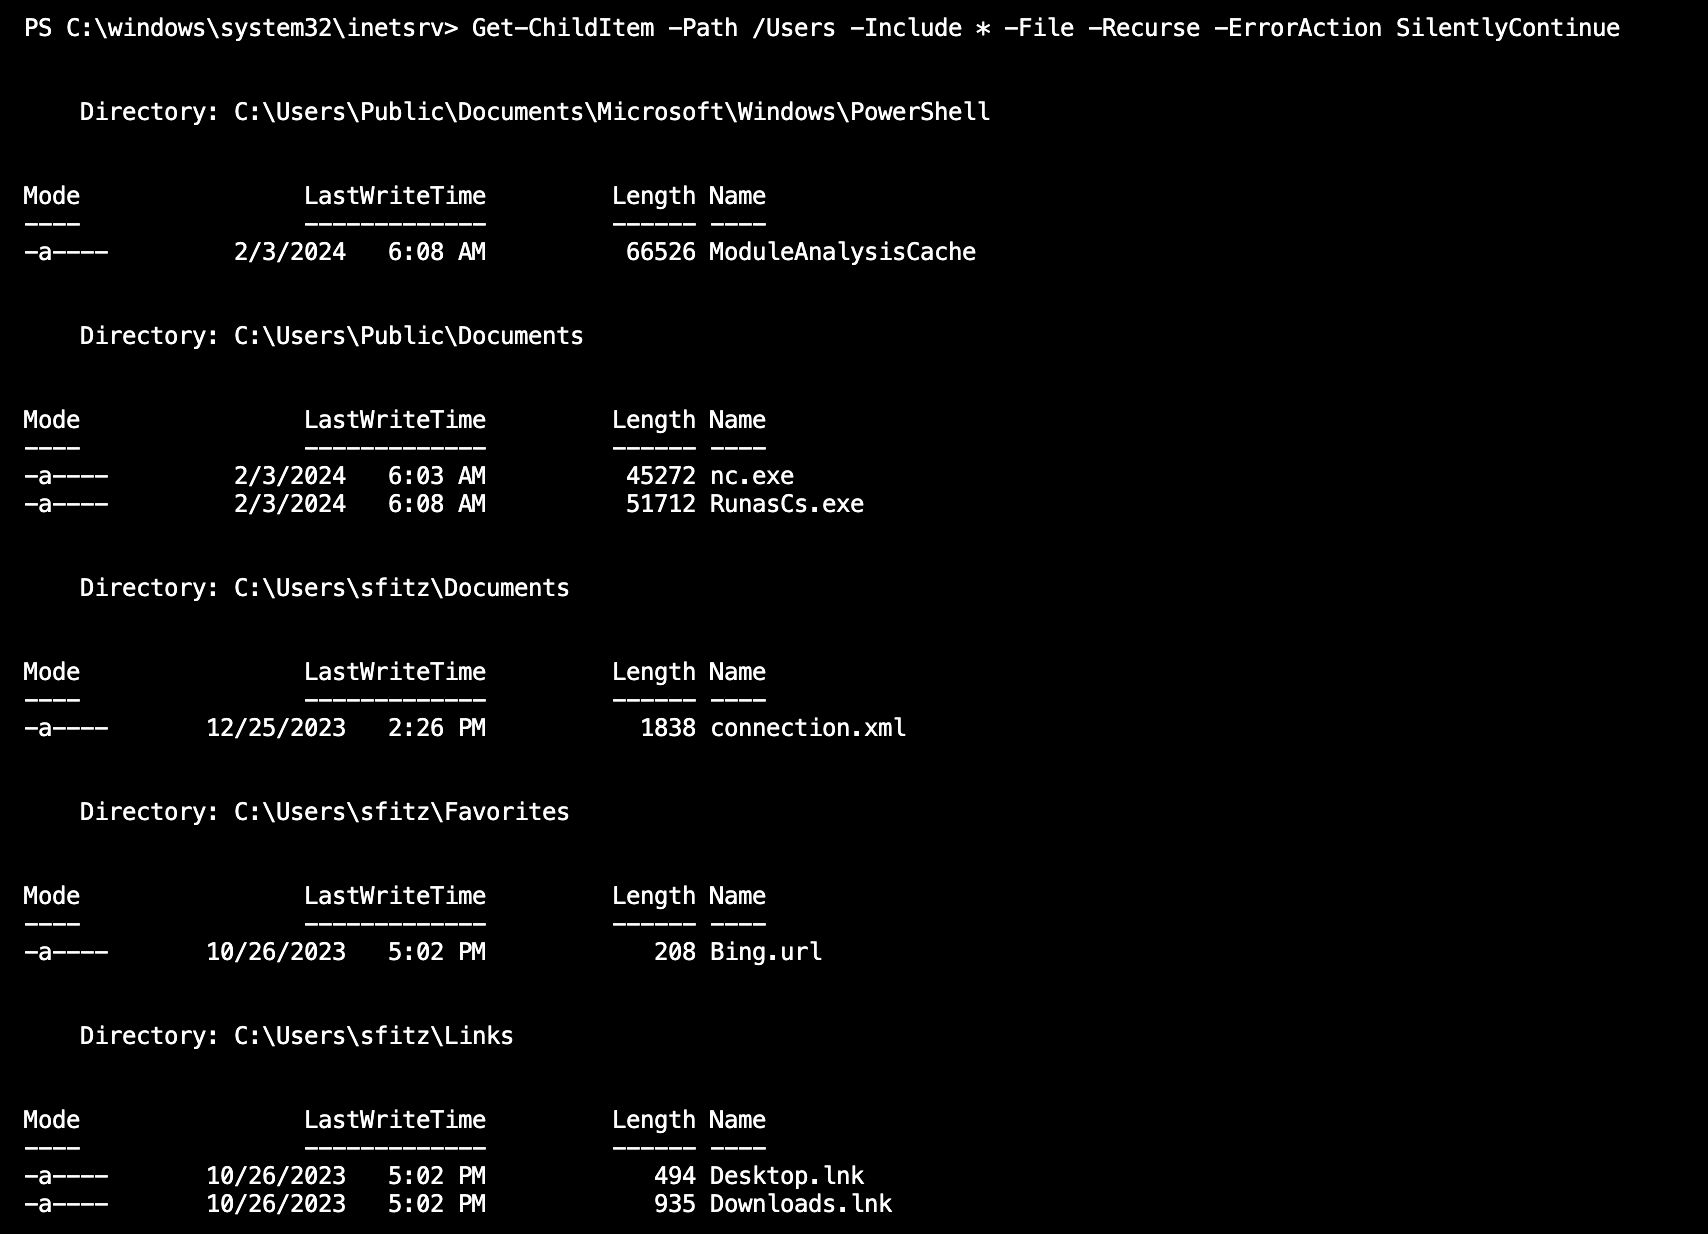 PS C:\windows\system32\inetsrv> Get-ChildItem -Path /Users -Include * -File -Recurse -ErrorAction SilentlyContinue
Directory: C:\Users\Public\Documents\Microsoft\Windows\PowerShell
Mode LastWriteTime Length Name
---- ------------- ------ ----
-a---- 2/3/2024 6:08 AM 66526 ModuleAnalysisCache
Directory: C:\Users\Public\Documents
Mode LastWriteTime Length Name
---- ------------- ------ ----
-a---- 2/3/2024 6:03 AM 45272 nc.exe
-a---- 2/3/2024 6:08 AM 51712 RunasCs.exe
Directory: C:\Users\sfitz\Documents
Mode LastWriteTime Length Name
---- ------------- ------ ----
-a---- 12/25/2023 2:26 PM 1838 connection.xml
Directory: C:\Users\sfitz\Favorites
Mode LastWriteTime Length Name
---- ------------- ------ ----
-a---- 10/26/2023 5:02 PM 208 Bing.url
Directory: C:\Users\sfitz\Links
Mode LastWriteTime Length Name
---- ------------- ------ ----
-a---- 10/26/2023 5:02 PM 494 Desktop.lnk
-a---- 10/26/2023 5:02 PM 935 Downloads.lnk